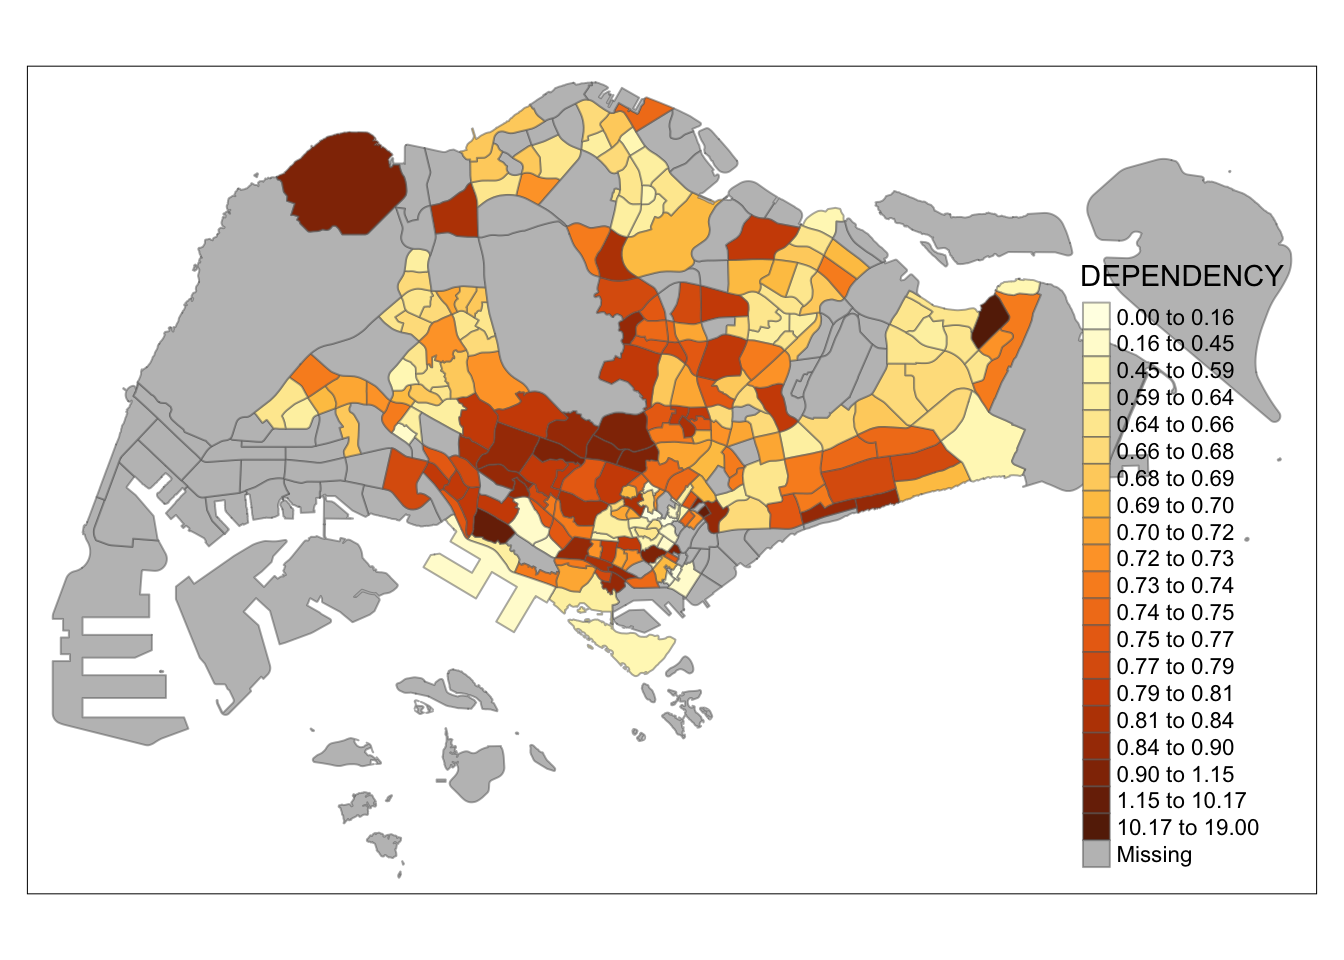 DEPENDENCY
0.00 to 0.16
0.16 to 0.45
0.45 to 0.59
0.59 to 0.64
0.64 to 0.66
0.66 to 0.68
0.68 to 0.69
0.69 to 0.70
0.70 to 0.72
0.72 to 0.73
0.73 to 0.74
0.74 to 0.75
0.75 to 0.77
0.77 to 0.79
0.79 to 0.81
0.81 to 0.84
0.84 to 0.90
0.90 to 1.15
1.15 to 10.17
10.17 to 19.00
Missing